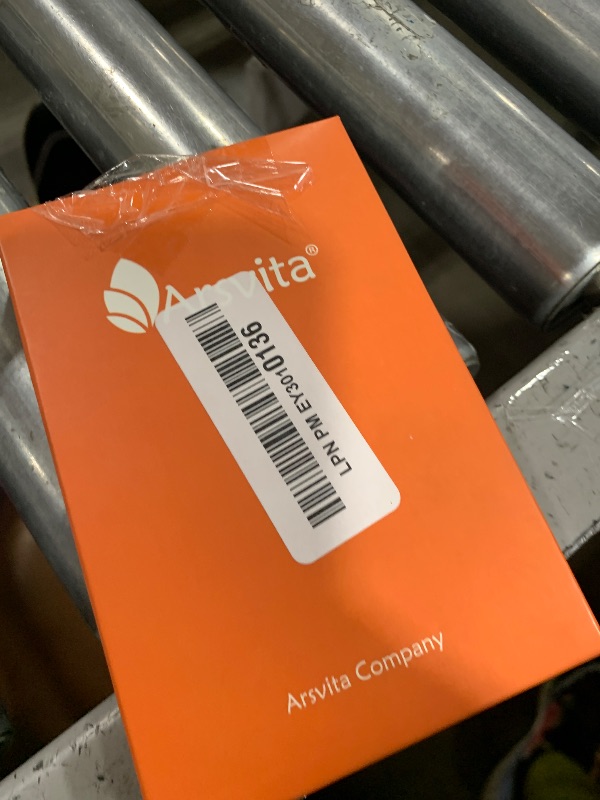 Arsvita®
LPN PM EY3010136
Arsvita Company